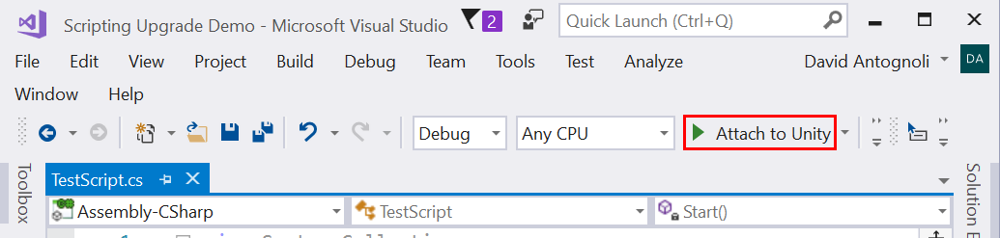 Scripting Upgrade Demo - Microsoft Visual Studio 2 Quick Launch (Ctrl+Q)
File Edit View Project Build Debug Team Tools Test Analyze David Antognoli DA
Window Help
Debug Any CPU Attach to Unity
Toolbox
TestScript.cs
Assembly-CSharp TestScript Start()
Solution E